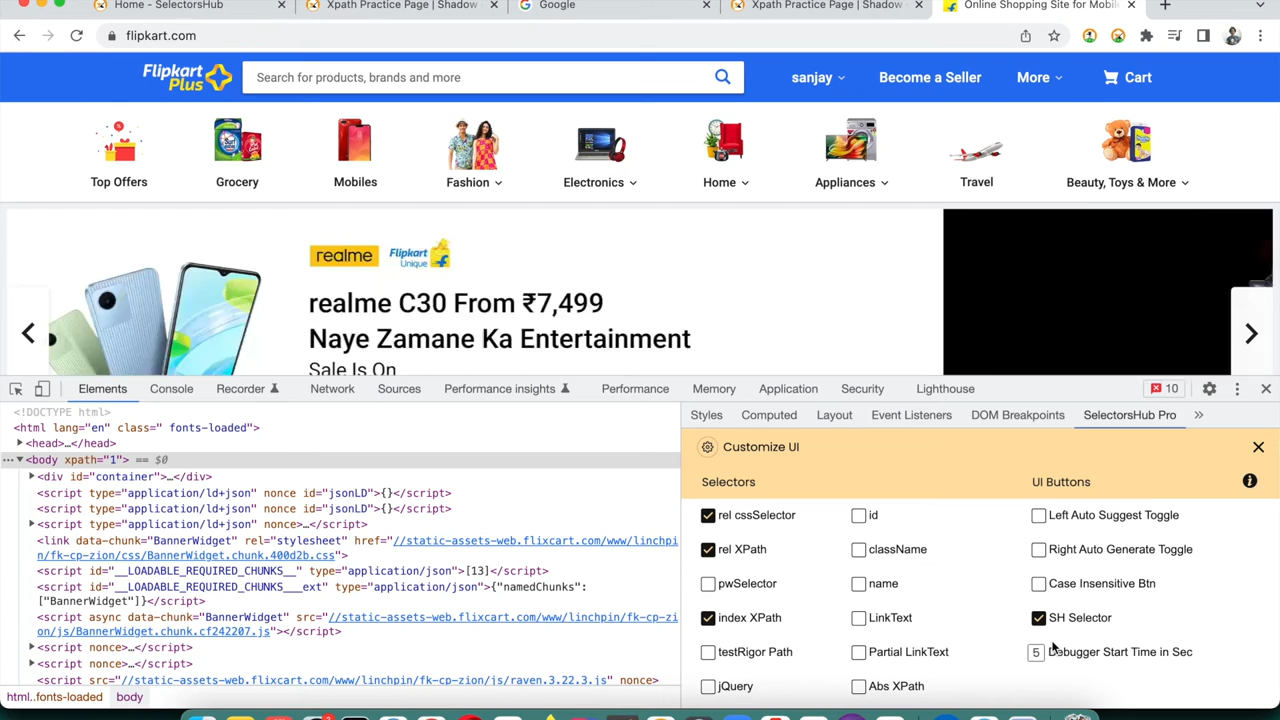 Home - SelectorsHub
Xpath Practice Page | Shadow
Google
Xpath Practice Page | Shadow
Online Shopping Site for Mobil
flipkart.com
Flipkart
Plus
Search for products, brands and more
sanjay
Become a Seller
More
Cart
Top Offers
Grocery
Mobiles
Fashion
Electronics
Home
Appliances
Travel
Beauty, Toys & More
realme
Flipkart
Unique
realme C30 From ₹7,499
Naye Zamane Ka Entertainment
Sale Is On
Elements
Console
Recorder
Network
Sources
Performance insights
Performance
Memory
Application
Security
Lighthouse
10
<!DOCTYPE html>
<html lang="en" class=" fonts-loaded">
<head>…</head>
<body xpath="1"> == $0
<div id="container">…</div>
<script type="application/ld+json" nonce id="jsonLD">{}</script>
<script type="application/ld+json" nonce id="jsonLD">{}</script>
<script type="application/ld+json" nonce>…</script>
<link data-chunk="BannerWidget" rel="stylesheet" href="//static-assets-web.flixcart.com/www/linchpi
n/fk-cp-zion/css/BannerWidget.chunk.400d2b.css">
<script id="__LOADABLE_REQUIRED_CHUNKS__" type="application/json">[13]</script>
<script id="__LOADABLE_REQUIRED_CHUNKS___ext" type="application/json">{"namedChunks":
["BannerWidget"]}</script>
<script async data-chunk="BannerWidget" src="//static-assets-web.flixcart.com/www/linchpin/fk-cp-zi
on/js/BannerWidget.chunk.cf242207.js"></script>
<script nonce>…</script>
<script nonce>…</script>
<script src="//static-assets-web.flixcart.com/www/linchpin/fk-cp-zion/js/raven.3.22.3.js" nonce>
html..fonts-loaded
body
Styles
Computed
Layout
Event Listeners
DOM Breakpoints
SelectorsHub Pro
Customize UI
Selectors
UI Buttons
rel cssSelector
id
Left Auto Suggest Toggle
rel XPath
className
Right Auto Generate Toggle
pwSelector
name
Case Insensitive Btn
index XPath
LinkText
SH Selector
testRigor Path
Partial LinkText
5 Debugger Start Time in Sec
jQuery
Abs XPath